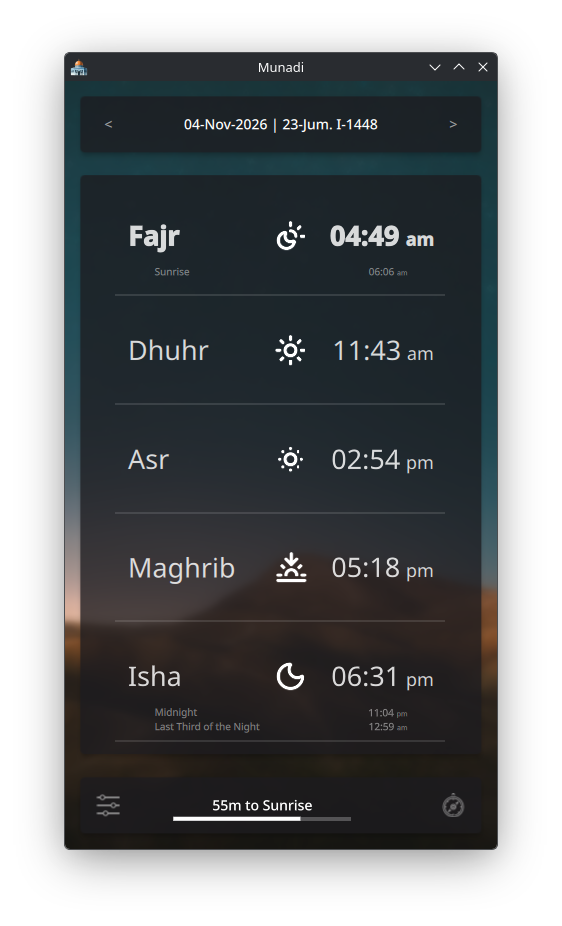 Munadi
< 04-Nov-2026 | 23-Jum. I-1448 >
Fajr 04:49 am
Sunrise 06:06 am
Dhuhr 11:43 am
Asr 02:54 pm
Maghrib 05:18 pm
Isha 06:31 pm
Midnight 11:04 pm
Last Third of the Night 12:59 am
55m to Sunrise